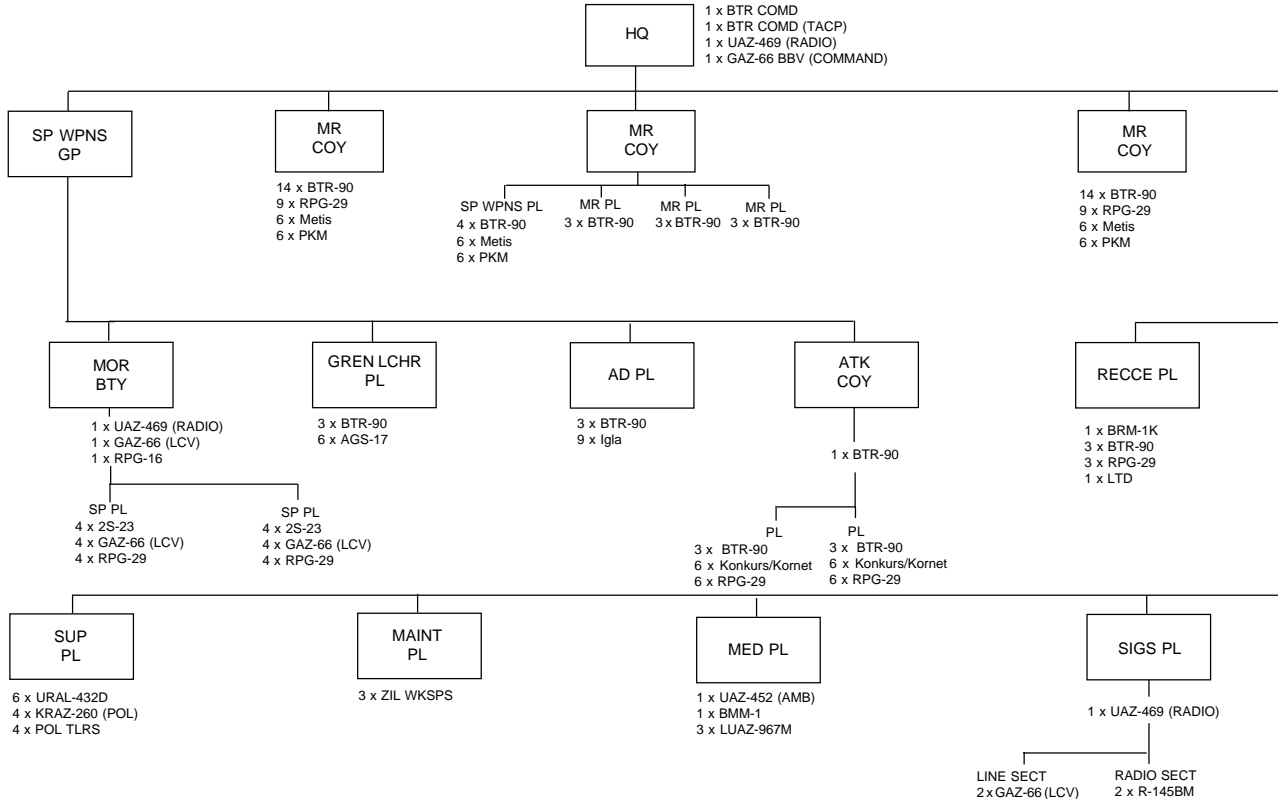 HQ
1 x BTR COMD
1 x BTR COMD (TACP)
1 x UAZ-469 (RADIO)
1 x GAZ-66 BBV (COMMAND)
SP WPNS
GP
MR
COY
14 x BTR-90
9 x RPG-29
6 x Metis
6 x PKM
MR
COY
SP WPNS PL
4 x BTR-90
6 x Metis
6 x PKM
MR PL
3 x BTR-90
MR PL
3 x BTR-90
MR PL
3 x BTR-90
MR
COY
14 x BTR-90
9 x RPG-29
6 x Metis
6 x PKM
MOR
BTY
1 x UAZ-469 (RADIO)
1 x GAZ-66 (LCV)
1 x RPG-16
SP PL
4 x 2S-23
4 x GAZ-66 (LCV)
4 x RPG-29
SP PL
4 x 2S-23
4 x GAZ-66 (LCV)
4 x RPG-29
GREN LCHR
PL
3 x BTR-90
6 x AGS-17
AD PL
3 x BTR-90
9 x Igla
ATK
COY
1 x BTR-90
PL
3 x BTR-90
6 x Konkurs/Kornet
6 x RPG-29
PL
3 x BTR-90
6 x Konkurs/Kornet
6 x RPG-29
RECCE PL
1 x BRM-1K
3 x BTR-90
3 x RPG-29
1 x LTD
SUP
PL
6 x URAL-432D
4 x KRAZ-260 (POL)
4 x POL TLRS
MAINT
PL
3 x ZIL WKSPS
MED PL
1 x UAZ-452 (AMB)
1 x BMM-1
3 x LUAZ-967M
SIGS PL
1 x UAZ-469 (RADIO)
LINE SECT
2 x GAZ-66 (LCV)
RADIO SECT
2 x R-145BM